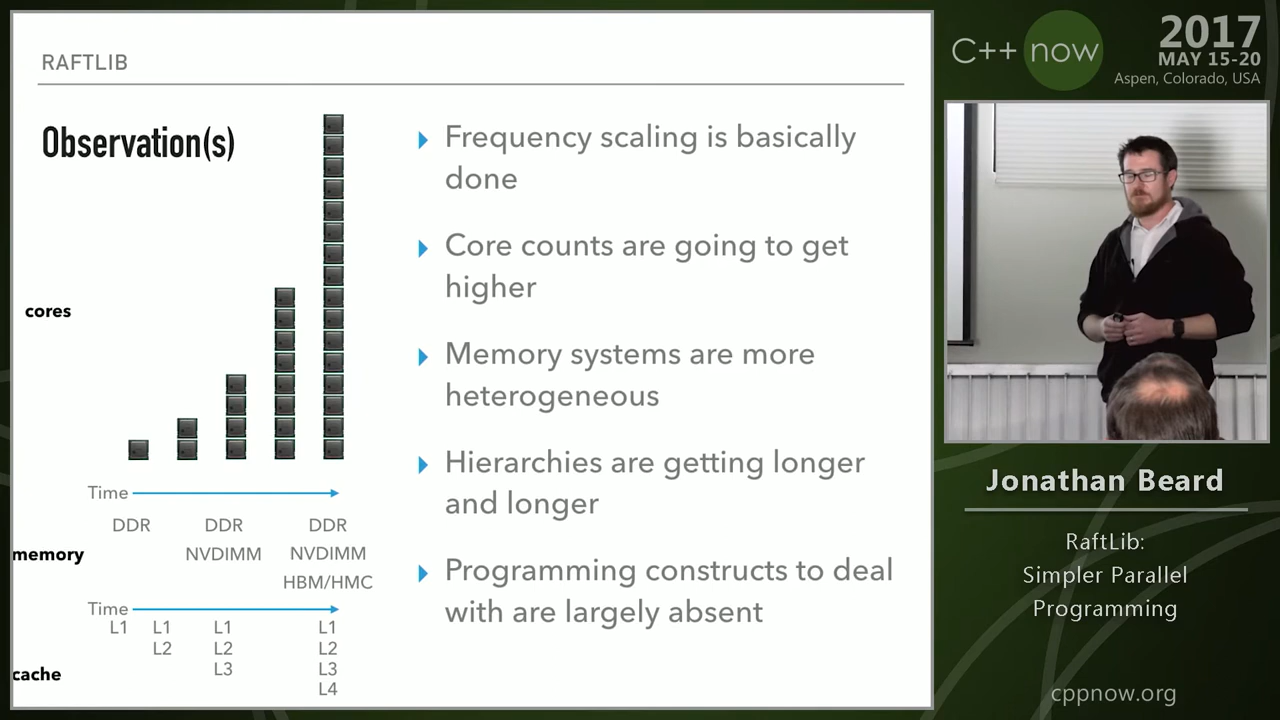 RAFTLIB
Observation(s)
cores
Time
DDR DDR DDR
memory NVDIMM NVDIMM
HBM/HMC
Time
L1 L1 L1 L1
L2 L2 L2
L3 L3
cache
L4
Frequency scaling is basically
done
Core counts are going to get
higher
Memory systems are more
heterogeneous
Hierarchies are getting longer
and longer
Programming constructs to deal
with are largely absent
C++ now
2017
MAY 15-20
Aspen, Colorado, USA
Jonathan Beard
RaftLib:
Simpler Parallel
Programming
cppnow.org